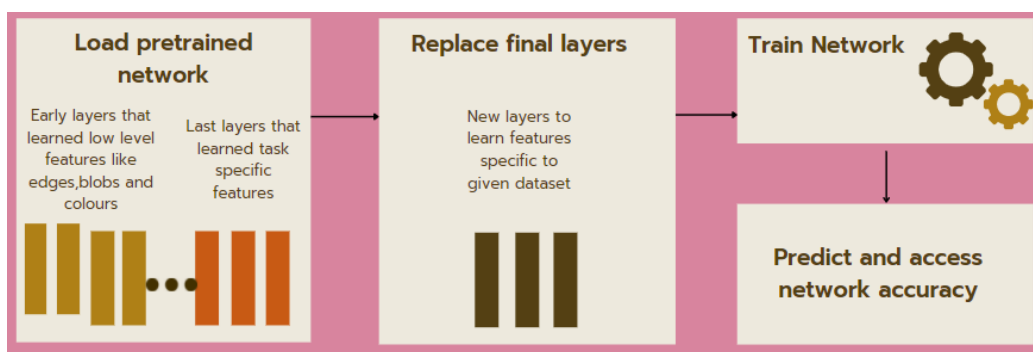 Load pretrained
network
Early layers that
learned low level
features like
edges,blobs and
colours
Last layers that
learned task
specific
features
Replace final layers
New layers to
learn features
specific to
given dataset
Train Network
Predict and access
network accuracy